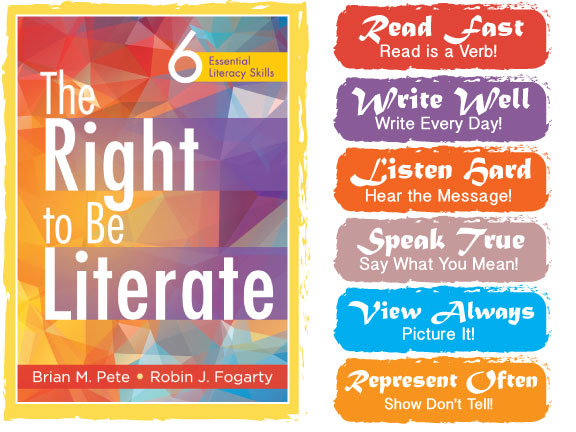 6 Essential
Literacy Skills
The
Right
to Be
Literate
Brian M. Pete • Robin J. Fogarty
Read Fast
Read is a Verb!
Write Well
Write Every Day!
Listen Hard
Hear the Message!
Speak True
Say What You Mean!
View Always
Picture It!
Represent Often
Show Don't Tell!